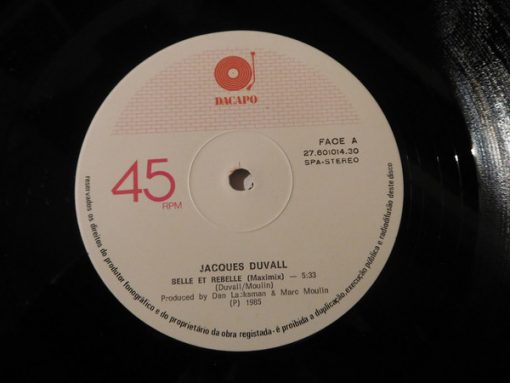 DACAPO
FACE A
27.601014.30
SPA-STEREO
45
RPM
JACQUES DUVALL
BELLE ET REBELLE (Maximix) — 5:33
(Duvall/Moulin)
Produced by Dan Lacksman & Marc Moulin
(P) 1985
reservados os direitos do produtor fonográfico e do proprietário da obra registada - é proibida a duplicação, execução pública e radiodifusão deste disco